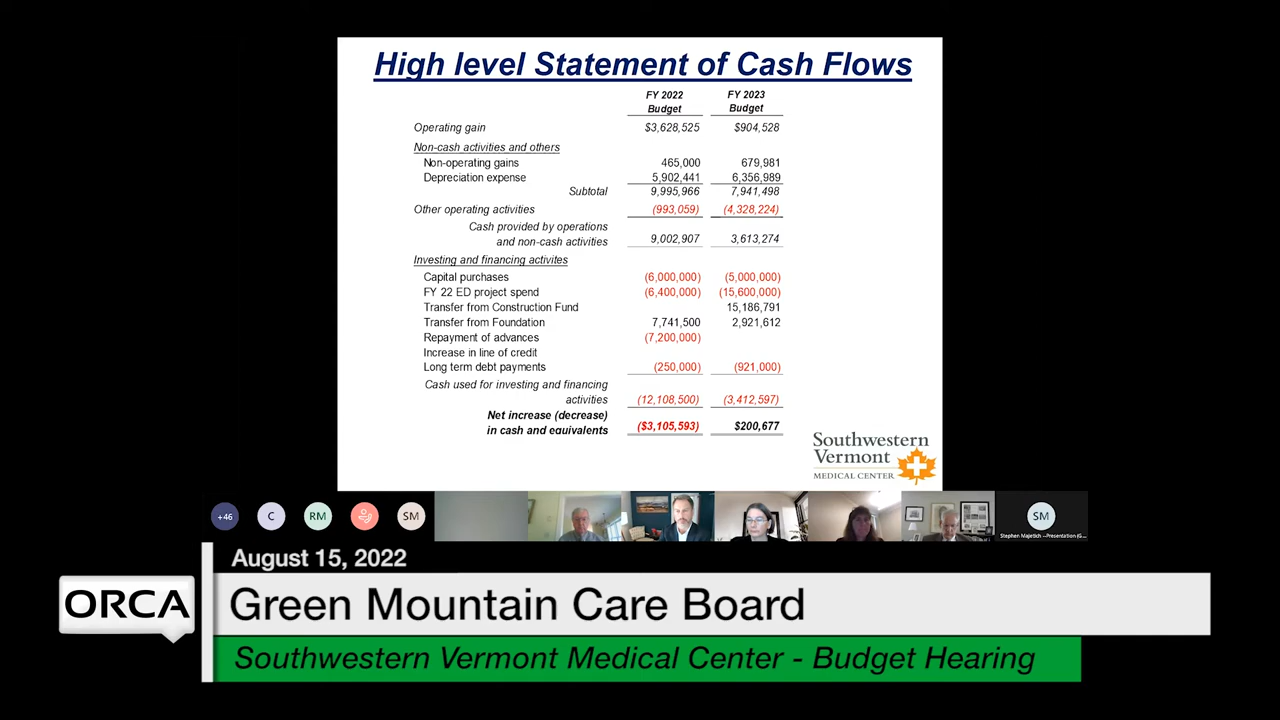 High level Statement of Cash Flows
FY 2022 FY 2023
Budget Budget
Operating gain $3,628,525 $904,528
Non-cash activities and others
Non-operating gains 465,000 679,981
Depreciation expense 5,902,441 6,356,989
Subtotal 9,995,966 7,941,498
Other operating activities (993,059) (4,328,224)
Cash provided by operations
and non-cash activities 9,002,907 3,613,274
Investing and financing activites
Capital purchases (6,000,000) (5,000,000)
FY 22 ED project spend (6,400,000) (15,600,000)
Transfer from Construction Fund 15,186,791
Transfer from Foundation 7,741,500 2,921,612
Repayment of advances (7,200,000)
Increase in line of credit
Long term debt payments (250,000) (921,000)
Cash used for investing and financing
activities (12,108,500) (3,412,597)
Net increase (decrease)
in cash and equivalents ($3,105,593) $200,677
Southwestern
Vermont
MEDICAL CENTER
+46 C RM SM SM
Stephen Majetich --Presentation (G...
August 15, 2022
ORCA
Green Mountain Care Board
Southwestern Vermont Medical Center - Budget Hearing